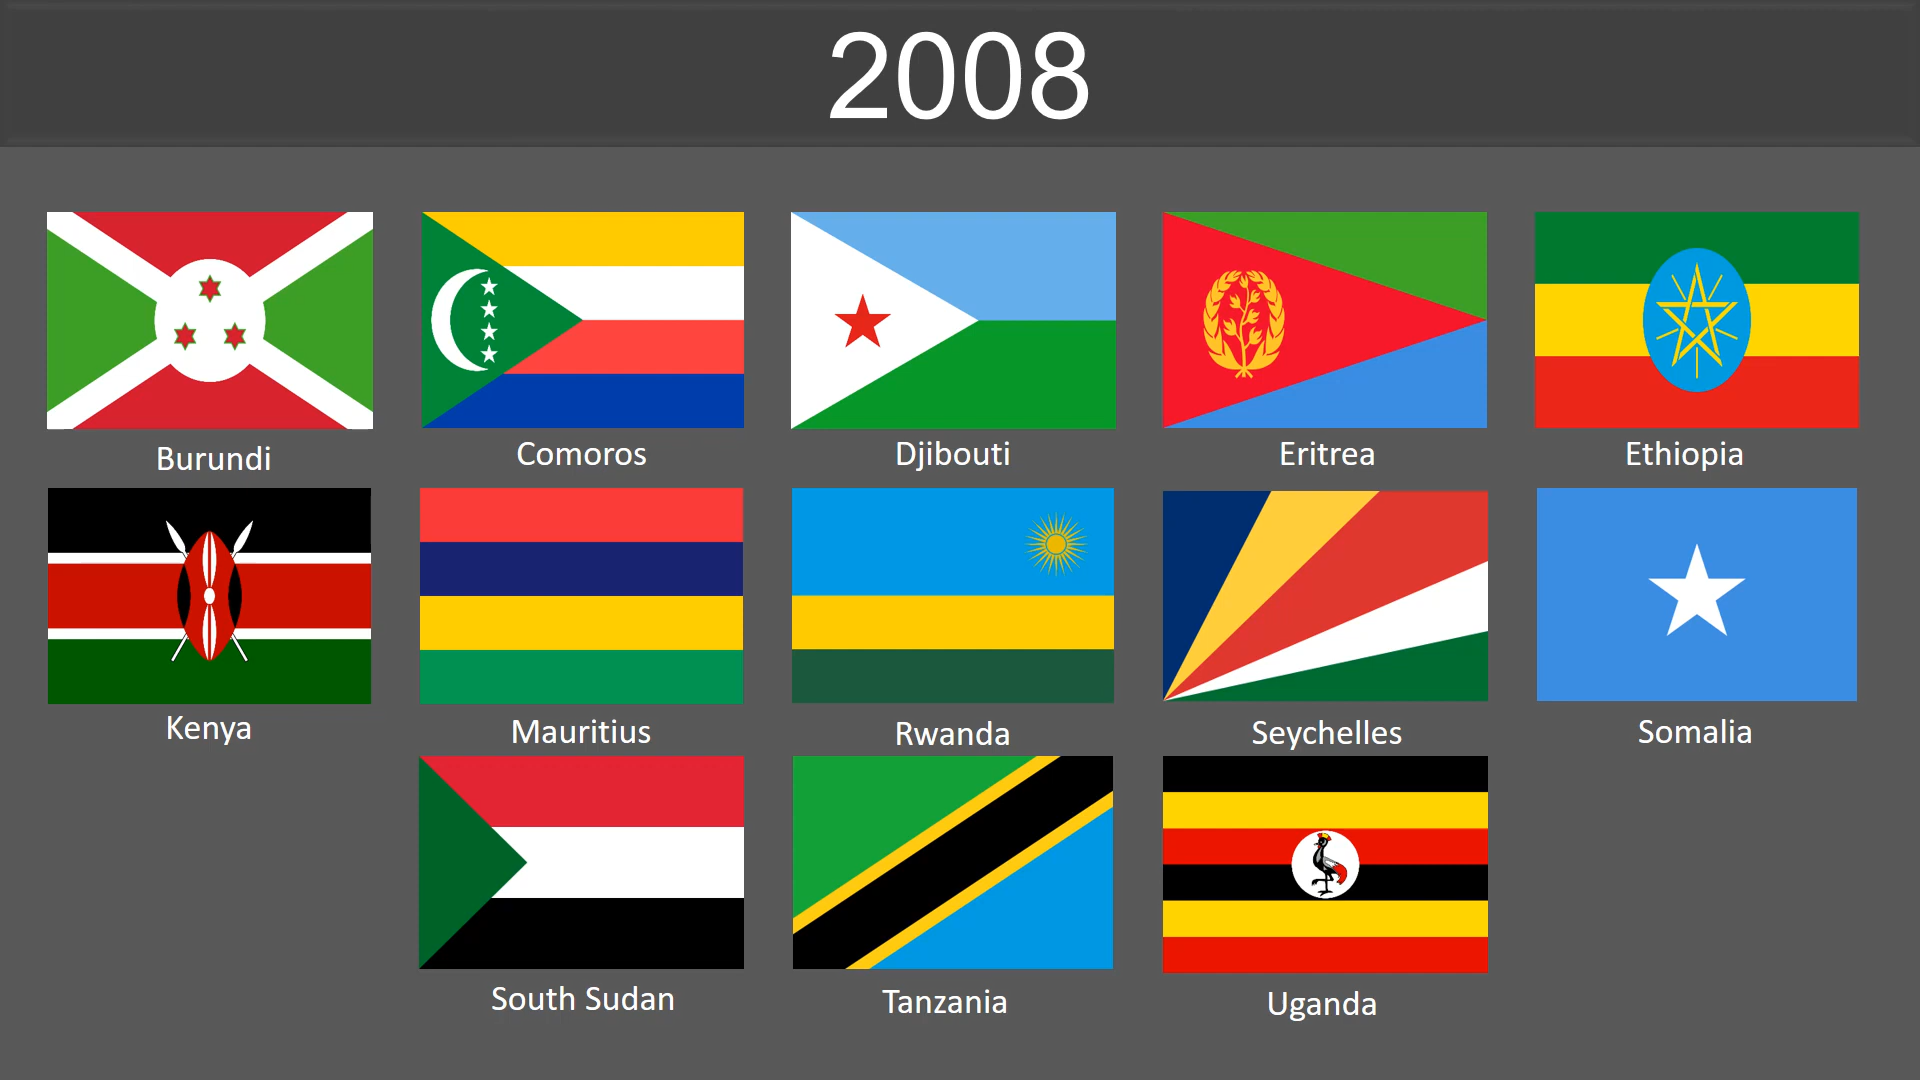 2008
Burundi
Comoros
Djibouti
Eritrea
Ethiopia
Kenya
Mauritius
Rwanda
Seychelles
Somalia
South Sudan
Tanzania
Uganda